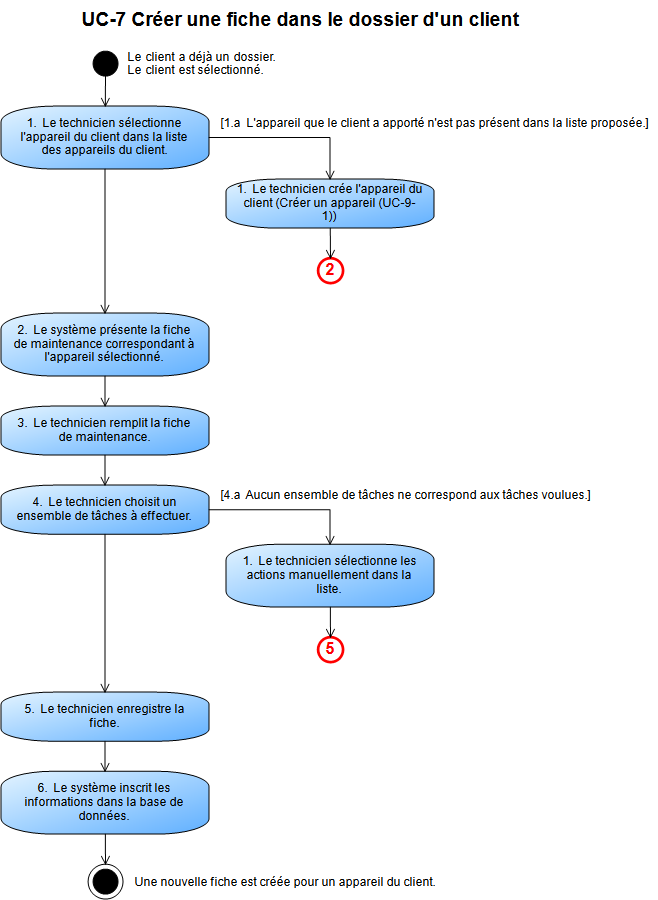 UC-7 Créer une fiche dans le dossier d'un client
Le client a déjà un dossier.
Le client est sélectionné.
1. Le technicien sélectionne
l'appareil du client dans la liste
des appareils du client.
[1.a L'appareil que le client a apporté n'est pas présent dans la liste proposée.]
1. Le technicien crée l'appareil du
client (Créer un appareil (UC-9-
1))
2
2. Le système présente la fiche
de maintenance correspondant à
l'appareil sélectionné.
3. Le technicien remplit la fiche
de maintenance.
4. Le technicien choisit un
ensemble de tâches à effectuer.
[4.a Aucun ensemble de tâches ne correspond aux tâches voulues.]
1. Le technicien sélectionne les
actions manuellement dans la
liste.
5
5. Le technicien enregistre la
fiche.
6. Le système inscrit les
informations dans la base de
données.
Une nouvelle fiche est créée pour un appareil du client.